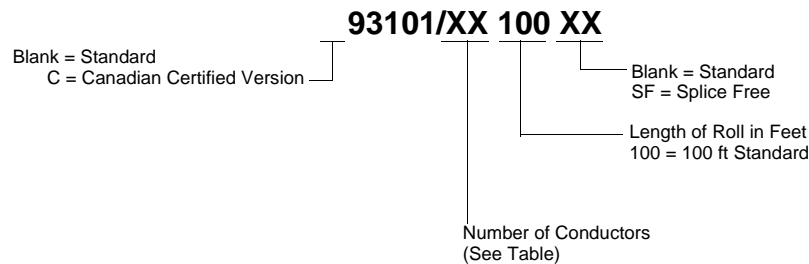 93101/XX 100 XX
Blank = Standard
C = Canadian Certified Version
Blank = Standard
SF = Splice Free
Length of Roll in Feet
100 = 100 ft Standard
Number of Conductors
(See Table)